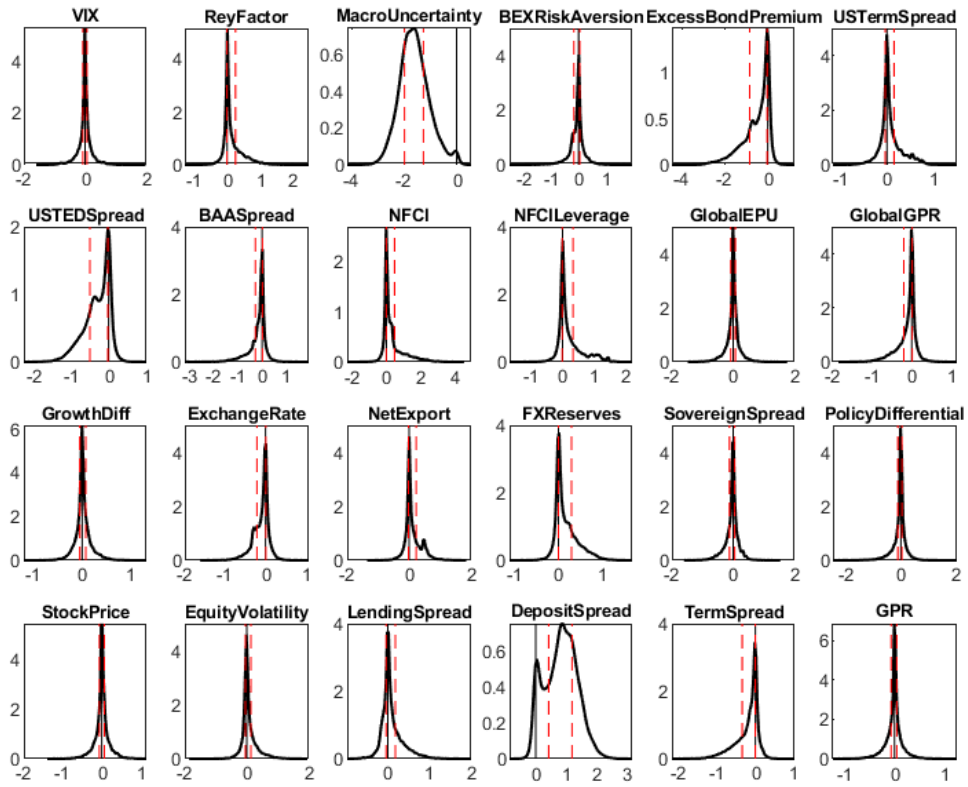 VIX ReyFactor MacroUncertainty BEXRiskAversion ExcessBondPremium USTermSpread
4 4 0.6 4 1 4
2 2 0.4 2 0.5 2
0 0 0.2 0 0 0
0
-2 0 2 -1 0 1 2 -4 -2 0 -2 -1 0 1 -4 -2 0 -1 0 1
USTEDSpread BAASpread NFCI NFCILeverage GlobalEPU GlobalGPR
2 4 2 4 4 4
1 2 1 2 2 2
0 0 0 0 0 0
-2 -1 0 1 -3 -2 -1 0 1 -2 0 2 4 -1 0 1 2 -2 0 2 -2 -1 0 1
GrowthDiff ExchangeRate NetExport FXReserves SovereignSpread PolicyDifferential
6 4 4 4 4 4
4 2 2 2 2 2
2 0 0 0 0 0
0
-1 0 1 -2 -1 0 1 -1 0 1 2 -1 0 1 -2 0 2 -2 0 2
StockPrice EquityVolatility LendingSpread DepositSpread TermSpread GPR
4 4 4 0.6 4 6
2 2 2 0.4 2 4
0 0 0 0.2 0 2
0 0
-2 -1 0 1 -2 0 2 -1 0 1 2 0 1 2 3 -2 -1 0 1 -1 0 1